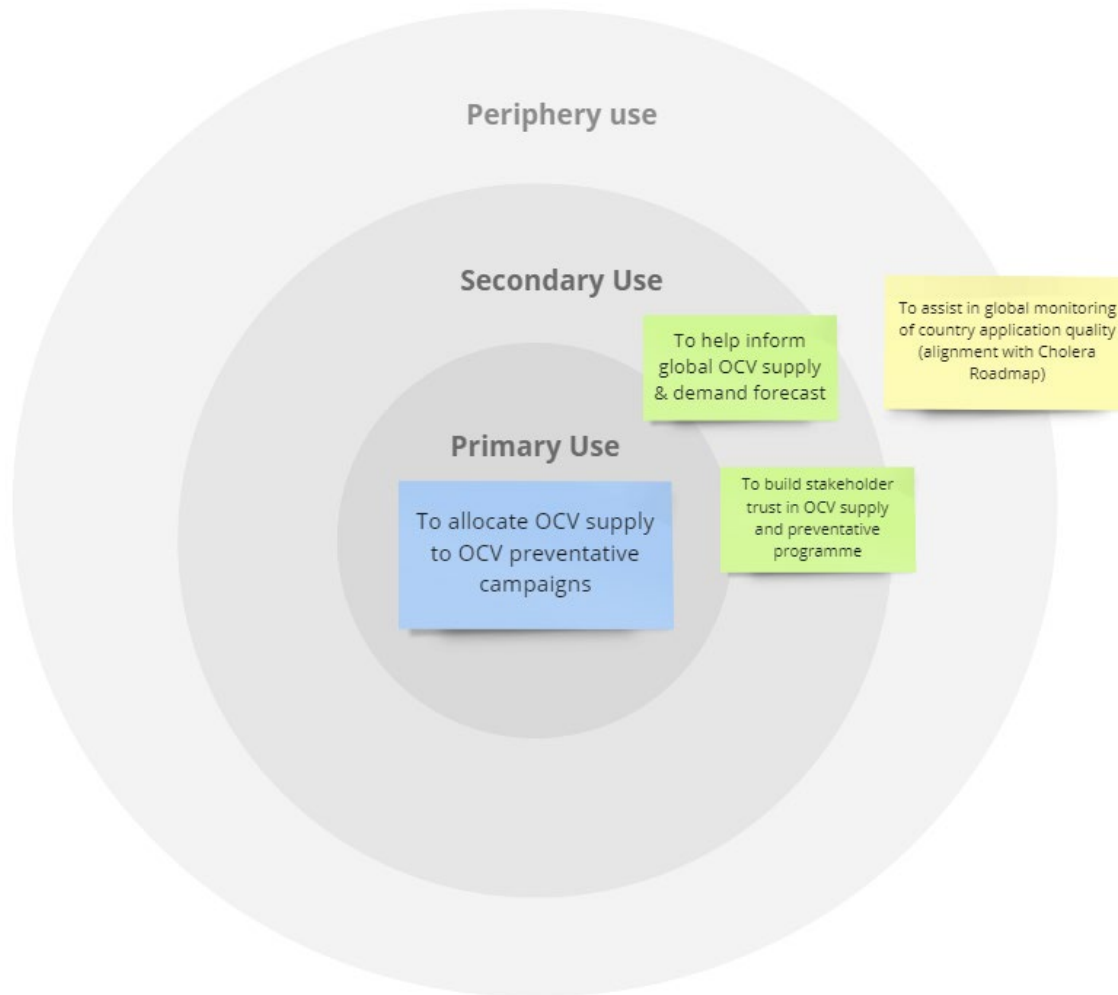 Periphery use
Secondary Use
To help inform
global OCV supply
& demand forecast
To assist in global monitoring
of country application quality
(alignment with Cholera
Roadmap)
Primary Use
To allocate OCV supply
to OCV preventative
campaigns
To build stakeholder
trust in OCV supply
and preventative
programme